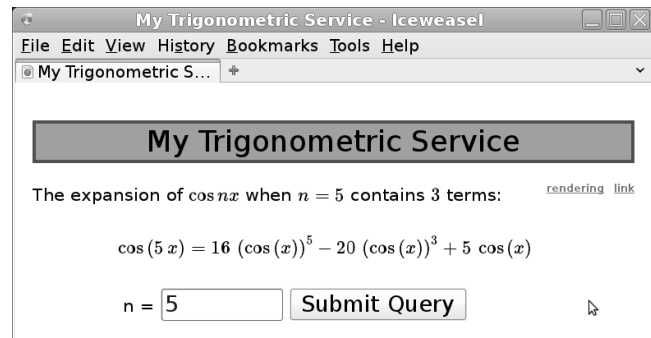 My Trigonometric Service - Iceweasel
File Edit View History Bookmarks Tools Help
My Trigonometric S...
My Trigonometric Service
The expansion of cos nx when n = 5 contains 3 terms: rendering link
cos (5 x) = 16 (cos (x))⁵ − 20 (cos (x))³ + 5 cos (x)
n = 5 Submit Query